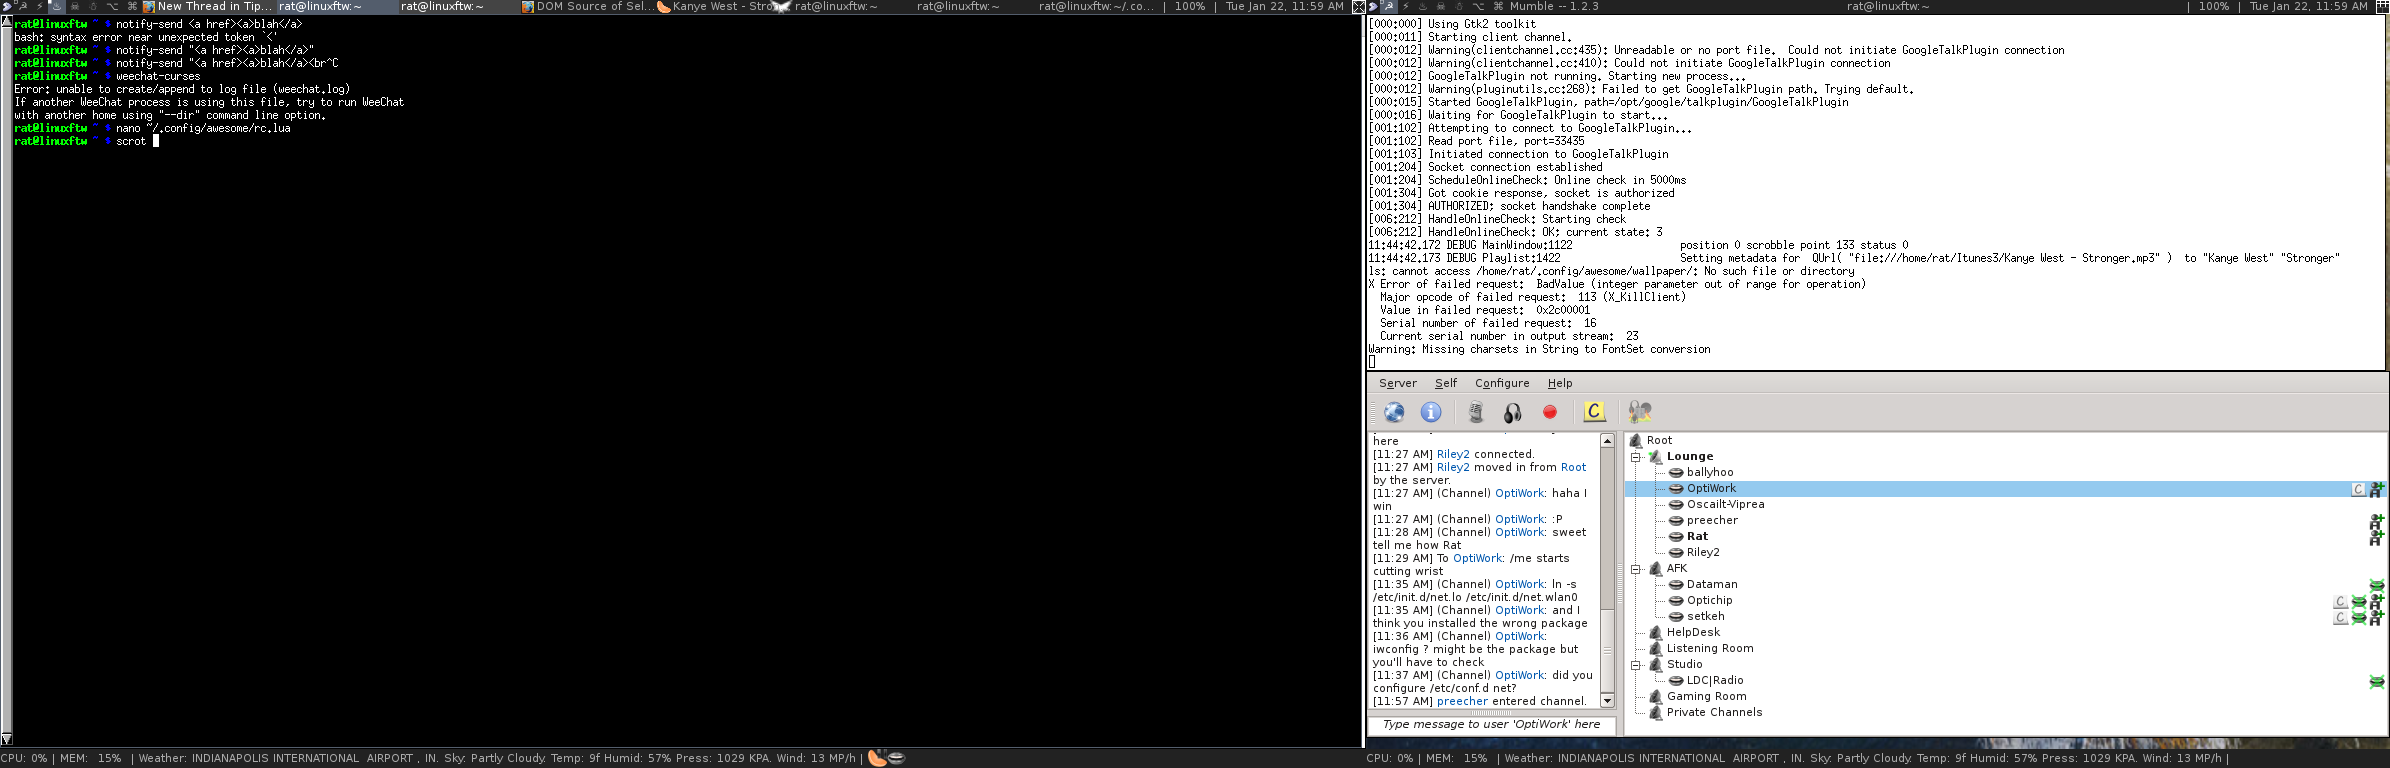 New Thread in Tip... rat@linuxftw:~ rat@linuxftw:~ DOM Source of Sel... Kanye West - Stro rat@linuxftw:~ rat@linuxftw:~ rat@linuxftw:~/.co... | 100% | Tue Jan 22, 11:59 AM
rat@linuxftw ~ $ notify-send <a href><a>blah</a>
bash: syntax error near unexpected token `<'
rat@linuxftw ~ $ notify-send "<a href><a>blah</a>"
rat@linuxftw ~ $ notify-send "<a href><a>blah</a><br^C
rat@linuxftw ~ $ weechat-curses
Error: unable to create/append to log file (weechat.log)
If another WeeChat process is using this file, try to run WeeChat
with another home using "--dir" command line option.
rat@linuxftw ~ $ nano ~/.config/awesome/rc.lua
rat@linuxftw ~ $ scrot
CPU: 0% | MEM: 15% | Weather: INDIANAPOLIS INTERNATIONAL AIRPORT , IN. Sky: Partly Cloudy. Temp: 9f Humid: 57% Press: 1029 KPA. Wind: 13 MP/h |
Mumble -- 1.2.3 rat@linuxftw:~ | 100% | Tue Jan 22, 11:59 AM
[000:000] Using Gtk2 toolkit
[000:011] Starting client channel.
[000:012] Warning(clientchannel.cc:435): Unreadable or no port file. Could not initiate GoogleTalkPlugin connection
[000:012] Warning(clientchannel.cc:410): Could not initiate GoogleTalkPlugin connection
[000:012] GoogleTalkPlugin not running. Starting new process...
[000:012] Warning(pluginutils.cc:268): Failed to get GoogleTalkPlugin path. Trying default.
[000:015] Started GoogleTalkPlugin, path=/opt/google/talkplugin/GoogleTalkPlugin
[000:016] Waiting for GoogleTalkPlugin to start...
[001:102] Attempting to connect to GoogleTalkPlugin...
[001:102] Read port file, port=33435
[001:103] Initiated connection to GoogleTalkPlugin
[001:204] Socket connection established
[001:204] ScheduleOnlineCheck: Online check in 5000ms
[001:304] Got cookie response, socket is authorized
[001:304] AUTHORIZED; socket handshake complete
[006:212] HandleOnlineCheck: Starting check
[006:212] HandleOnlineCheck: OK; current state: 3
11:44:42.172 DEBUG MainWindow:1122 position 0 scrobble point 133 status 0
11:44:42.173 DEBUG Playlist:1422 Setting metadata for QUrl( "file:///home/rat/Itunes3/Kanye West - Stronger.mp3" ) to "Kanye West" "Stronger"
ls: cannot access /home/rat/.config/awesome/wallpaper/: No such file or directory
X Error of failed request: BadValue (integer parameter out of range for operation)
Major opcode of failed request: 113 (X_KillClient)
Value in failed request: 0x2c00001
Serial number of failed request: 16
Current serial number in output stream: 23
Warning: Missing charsets in String to FontSet conversion
Server Self Configure Help
here
[11:27 AM] Riley2 connected.
[11:27 AM] Riley2 moved in from Root
by the server.
[11:27 AM] (Channel) OptiWork: haha I
win
[11:27 AM] (Channel) OptiWork: :P
[11:28 AM] (Channel) OptiWork: sweet
tell me how Rat
[11:29 AM] To OptiWork: /me starts
cutting wrist
[11:35 AM] (Channel) OptiWork: ln -s
/etc/init.d/net.lo /etc/init.d/net.wlan0
[11:35 AM] (Channel) OptiWork: and I
think you installed the wrong package
[11:36 AM] (Channel) OptiWork:
iwconfig ? might be the package but
you'll have to check
[11:37 AM] (Channel) OptiWork: did you
configure /etc/conf.d net?
[11:57 AM] preecher entered channel.
Type message to user 'OptiWork' here
Root
Lounge
ballyhoo
OptiWork
Oscailt-Viprea
preecher
Rat
Riley2
AFK
Dataman
Optichip
setkeh
HelpDesk
Listening Room
Studio
LDC|Radio
Gaming Room
Private Channels
CPU: 0% | MEM: 15% | Weather: INDIANAPOLIS INTERNATIONAL AIRPORT , IN. Sky: Partly Cloudy. Temp: 9f Humid: 57% Press: 1029 KPA. Wind: 13 MP/h |